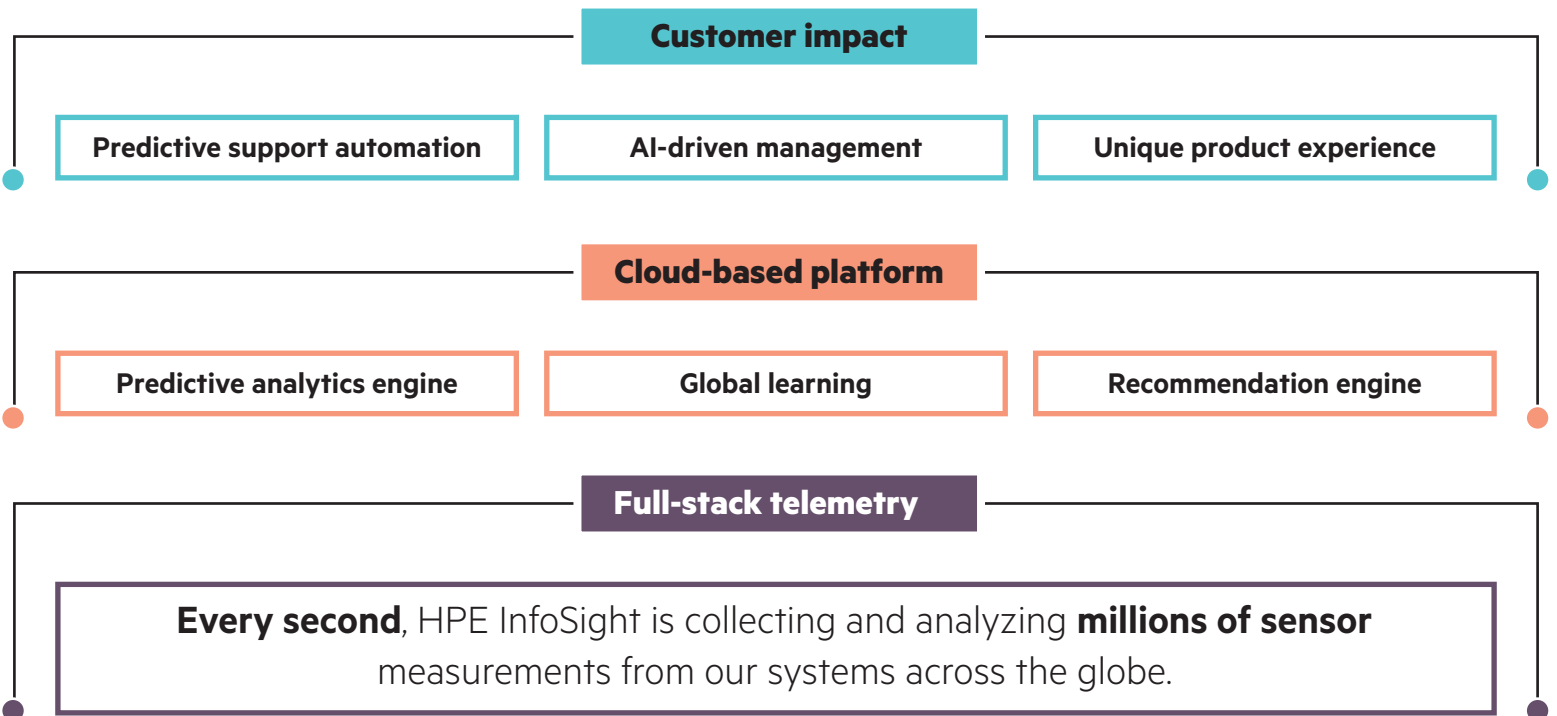 Customer impact
Predictive support automation
AI-driven management
Unique product experience
Cloud-based platform
Predictive analytics engine
Global learning
Recommendation engine
Full-stack telemetry
Every second, HPE InfoSight is collecting and analyzing millions of sensor
measurements from our systems across the globe.